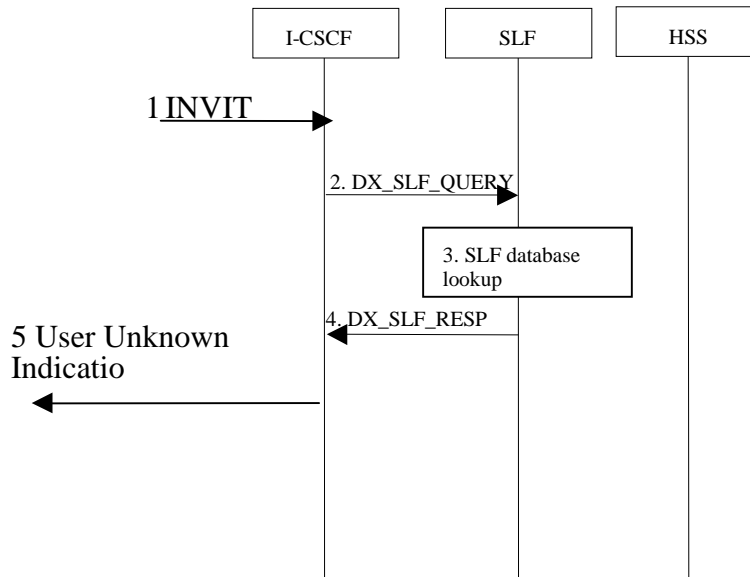 I-CSCF
SLF
HSS
1 INVIT
2. DX_SLF_QUERY
3. SLF database
lookup
4. DX_SLF_RESP
5 User Unknown
Indicatio